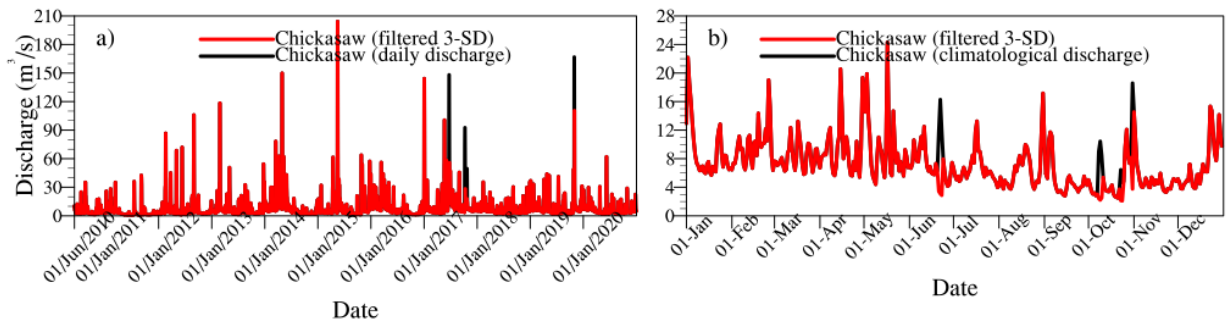 210
180
150
120
90
60
30
0
Discharge (m³/s)
a)
Chickasaw (filtered 3-SD)
Chickasaw (daily discharge)
01/Jun/2010
01/Jan/2011
01/Jan/2012
01/Jan/2013
01/Jan/2014
01/Jan/2015
01/Jan/2016
01/Jan/2017
01/Jan/2018
01/Jan/2019
01/Jan/2020
Date
28
24
20
16
12
8
4
0
b)
Chickasaw (filtered 3-SD)
Chickasaw (climatological discharge)
01-Jan
01-Feb
01-Mar
01-Apr
01-May
01-Jun
01-Jul
01-Aug
01-Sep
01-Oct
01-Nov
01-Dec
Date